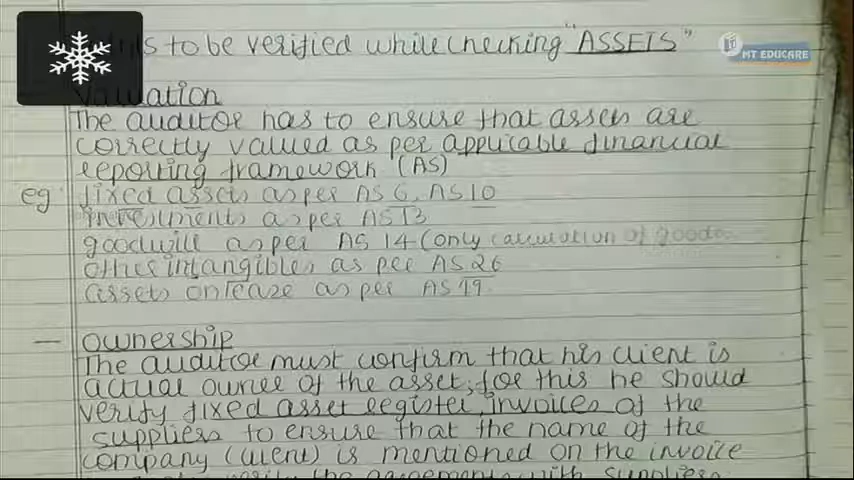 to be verified while checking "ASSETS"
MT EDUCARE
Valuation
The auditor has to ensure that assets are
correctly valued as per applicable financial
reporting framework (AS)
eg fixed assets as per AS 6, AS 10
investments as per AS 13
goodwill as per AS 14 (only calculation of
other intangibles as per AS 26
assets on lease as per AS 19
— ownership
The auditor must confirm that his client is
actual owner of the asset, for this he should
verify fixed asset register, invoices of the
suppliers to ensure that the name of the
company (client) is mentioned on the invoice
the agreements with suppliers